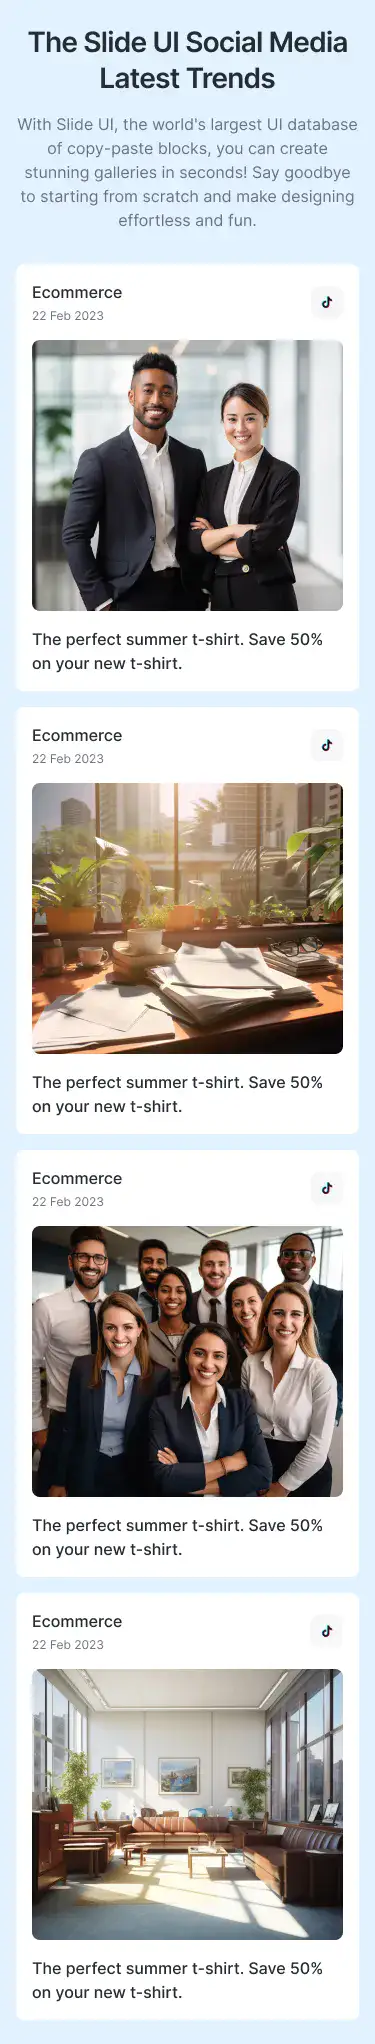 The Slide UI Social Media
Latest Trends
With Slide UI, the world's largest UI database
of copy-paste blocks, you can create
stunning galleries in seconds! Say goodbye
to starting from scratch and make designing
effortless and fun.
Ecommerce
22 Feb 2023
The perfect summer t-shirt. Save 50%
on your new t-shirt.
Ecommerce
22 Feb 2023
The perfect summer t-shirt. Save 50%
on your new t-shirt.
Ecommerce
22 Feb 2023
The perfect summer t-shirt. Save 50%
on your new t-shirt.
Ecommerce
22 Feb 2023
The perfect summer t-shirt. Save 50%
on your new t-shirt.